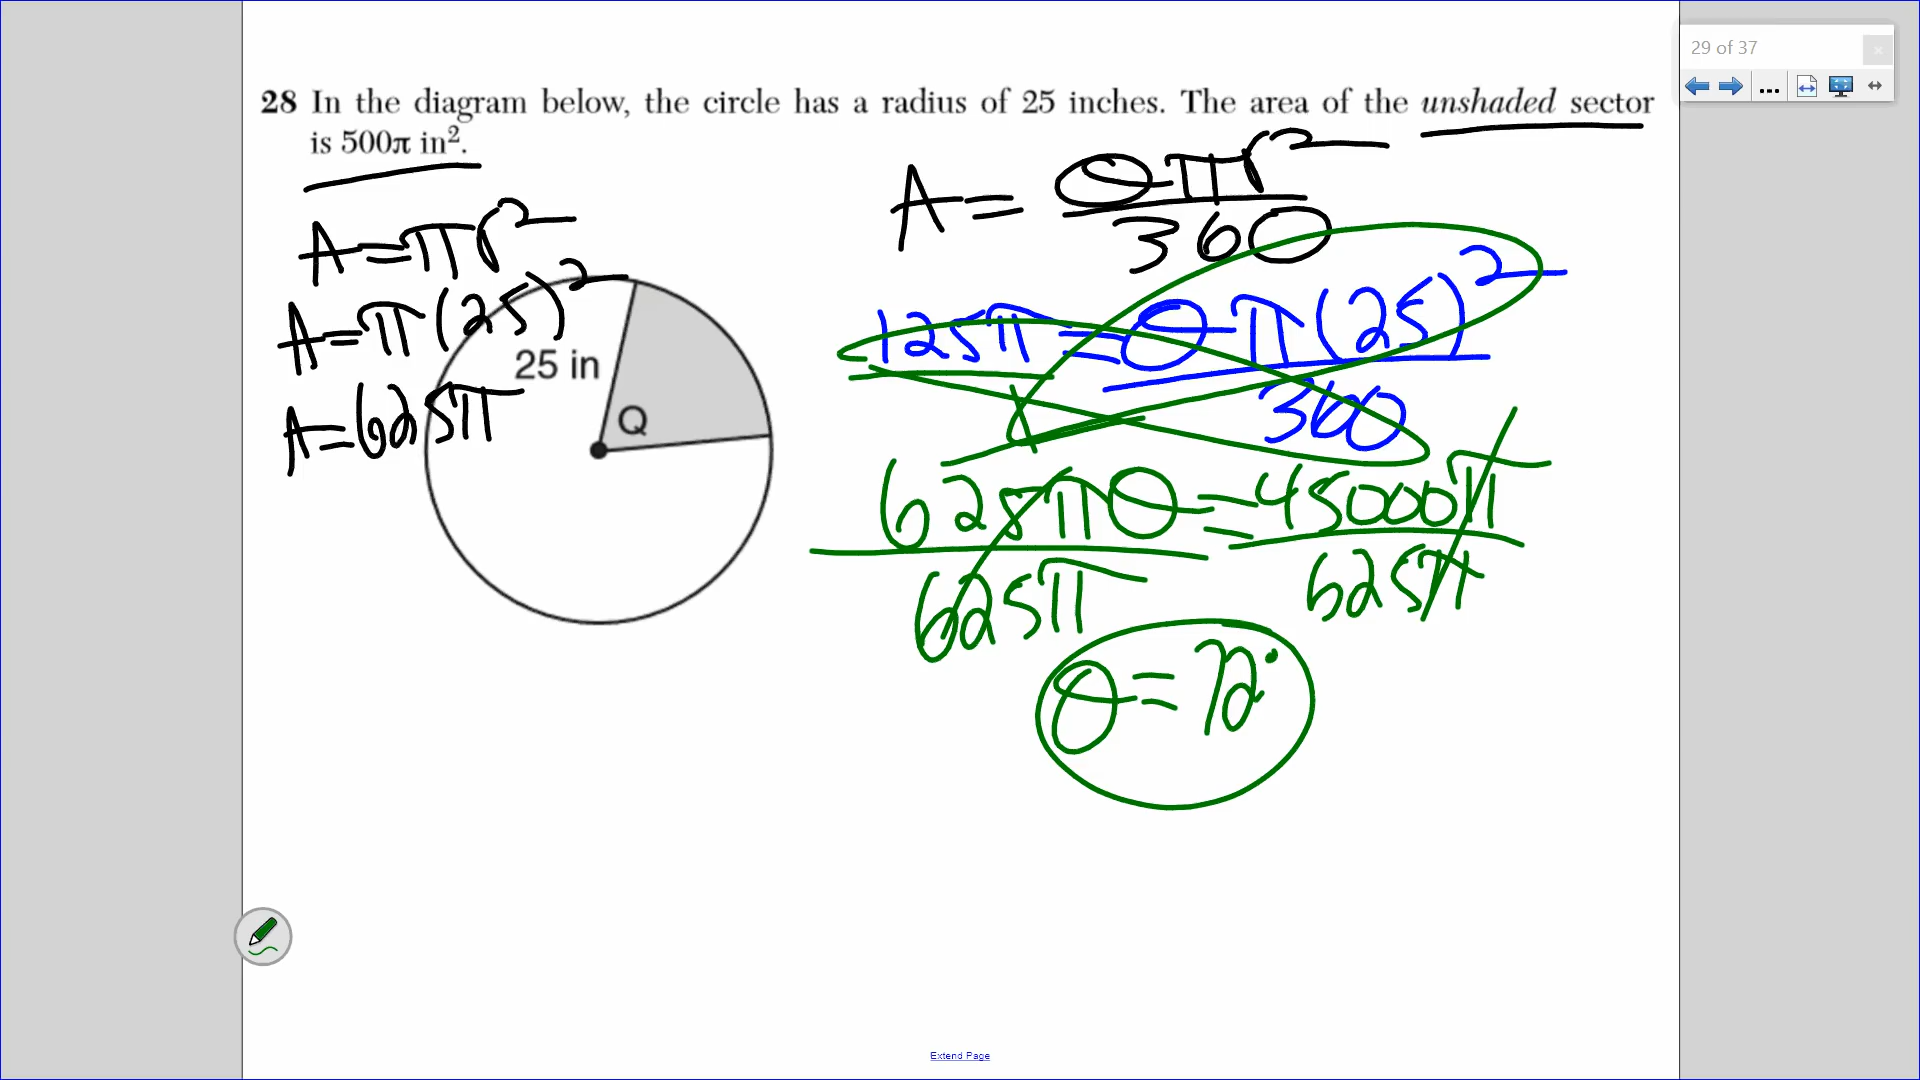 29 of 37
28 In the diagram below, the circle has a radius of 25 inches. The area of the unshaded sector
is 500π in².
A = πr²
A = π(25)²
A = 625π
25 in
Q
A = θπr²
360
125π = θπ(25)²
360
625πθ = 45000π
625π 625π
θ = 72°
Extend Page